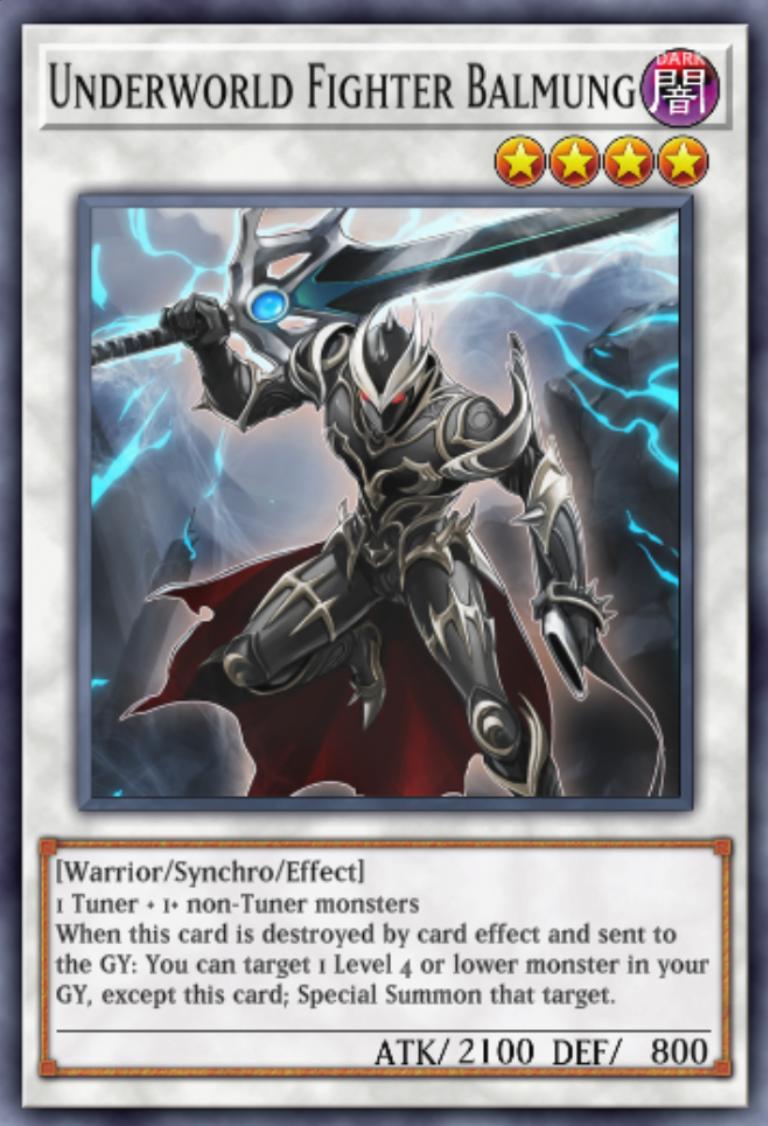 UNDERWORLD FIGHTER BALMUNG
DARK
闇
[Warrior/Synchro/Effect]
1 Tuner + 1+ non-Tuner monsters
When this card is destroyed by card effect and sent to
the GY: You can target 1 Level 4 or lower monster in your
GY, except this card; Special Summon that target.
ATK/ 2100 DEF/ 800